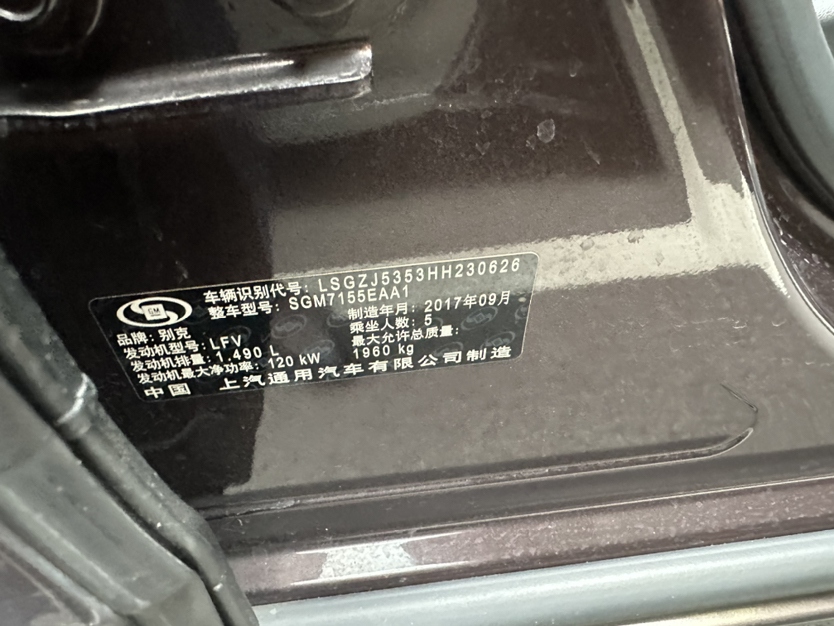 GM
车辆识别代号: LSGZJ5353HH230626
整车型号: SGM7155EAA1
品牌: 别克
制造年月: 2017年09月
发动机型号: LFV
乘坐人数: 5
发动机排量: 1.490 L
最大允许总质量:
发动机最大净功率: 120 kW
1960 kg
中国 上汽通用汽车有限公司制造